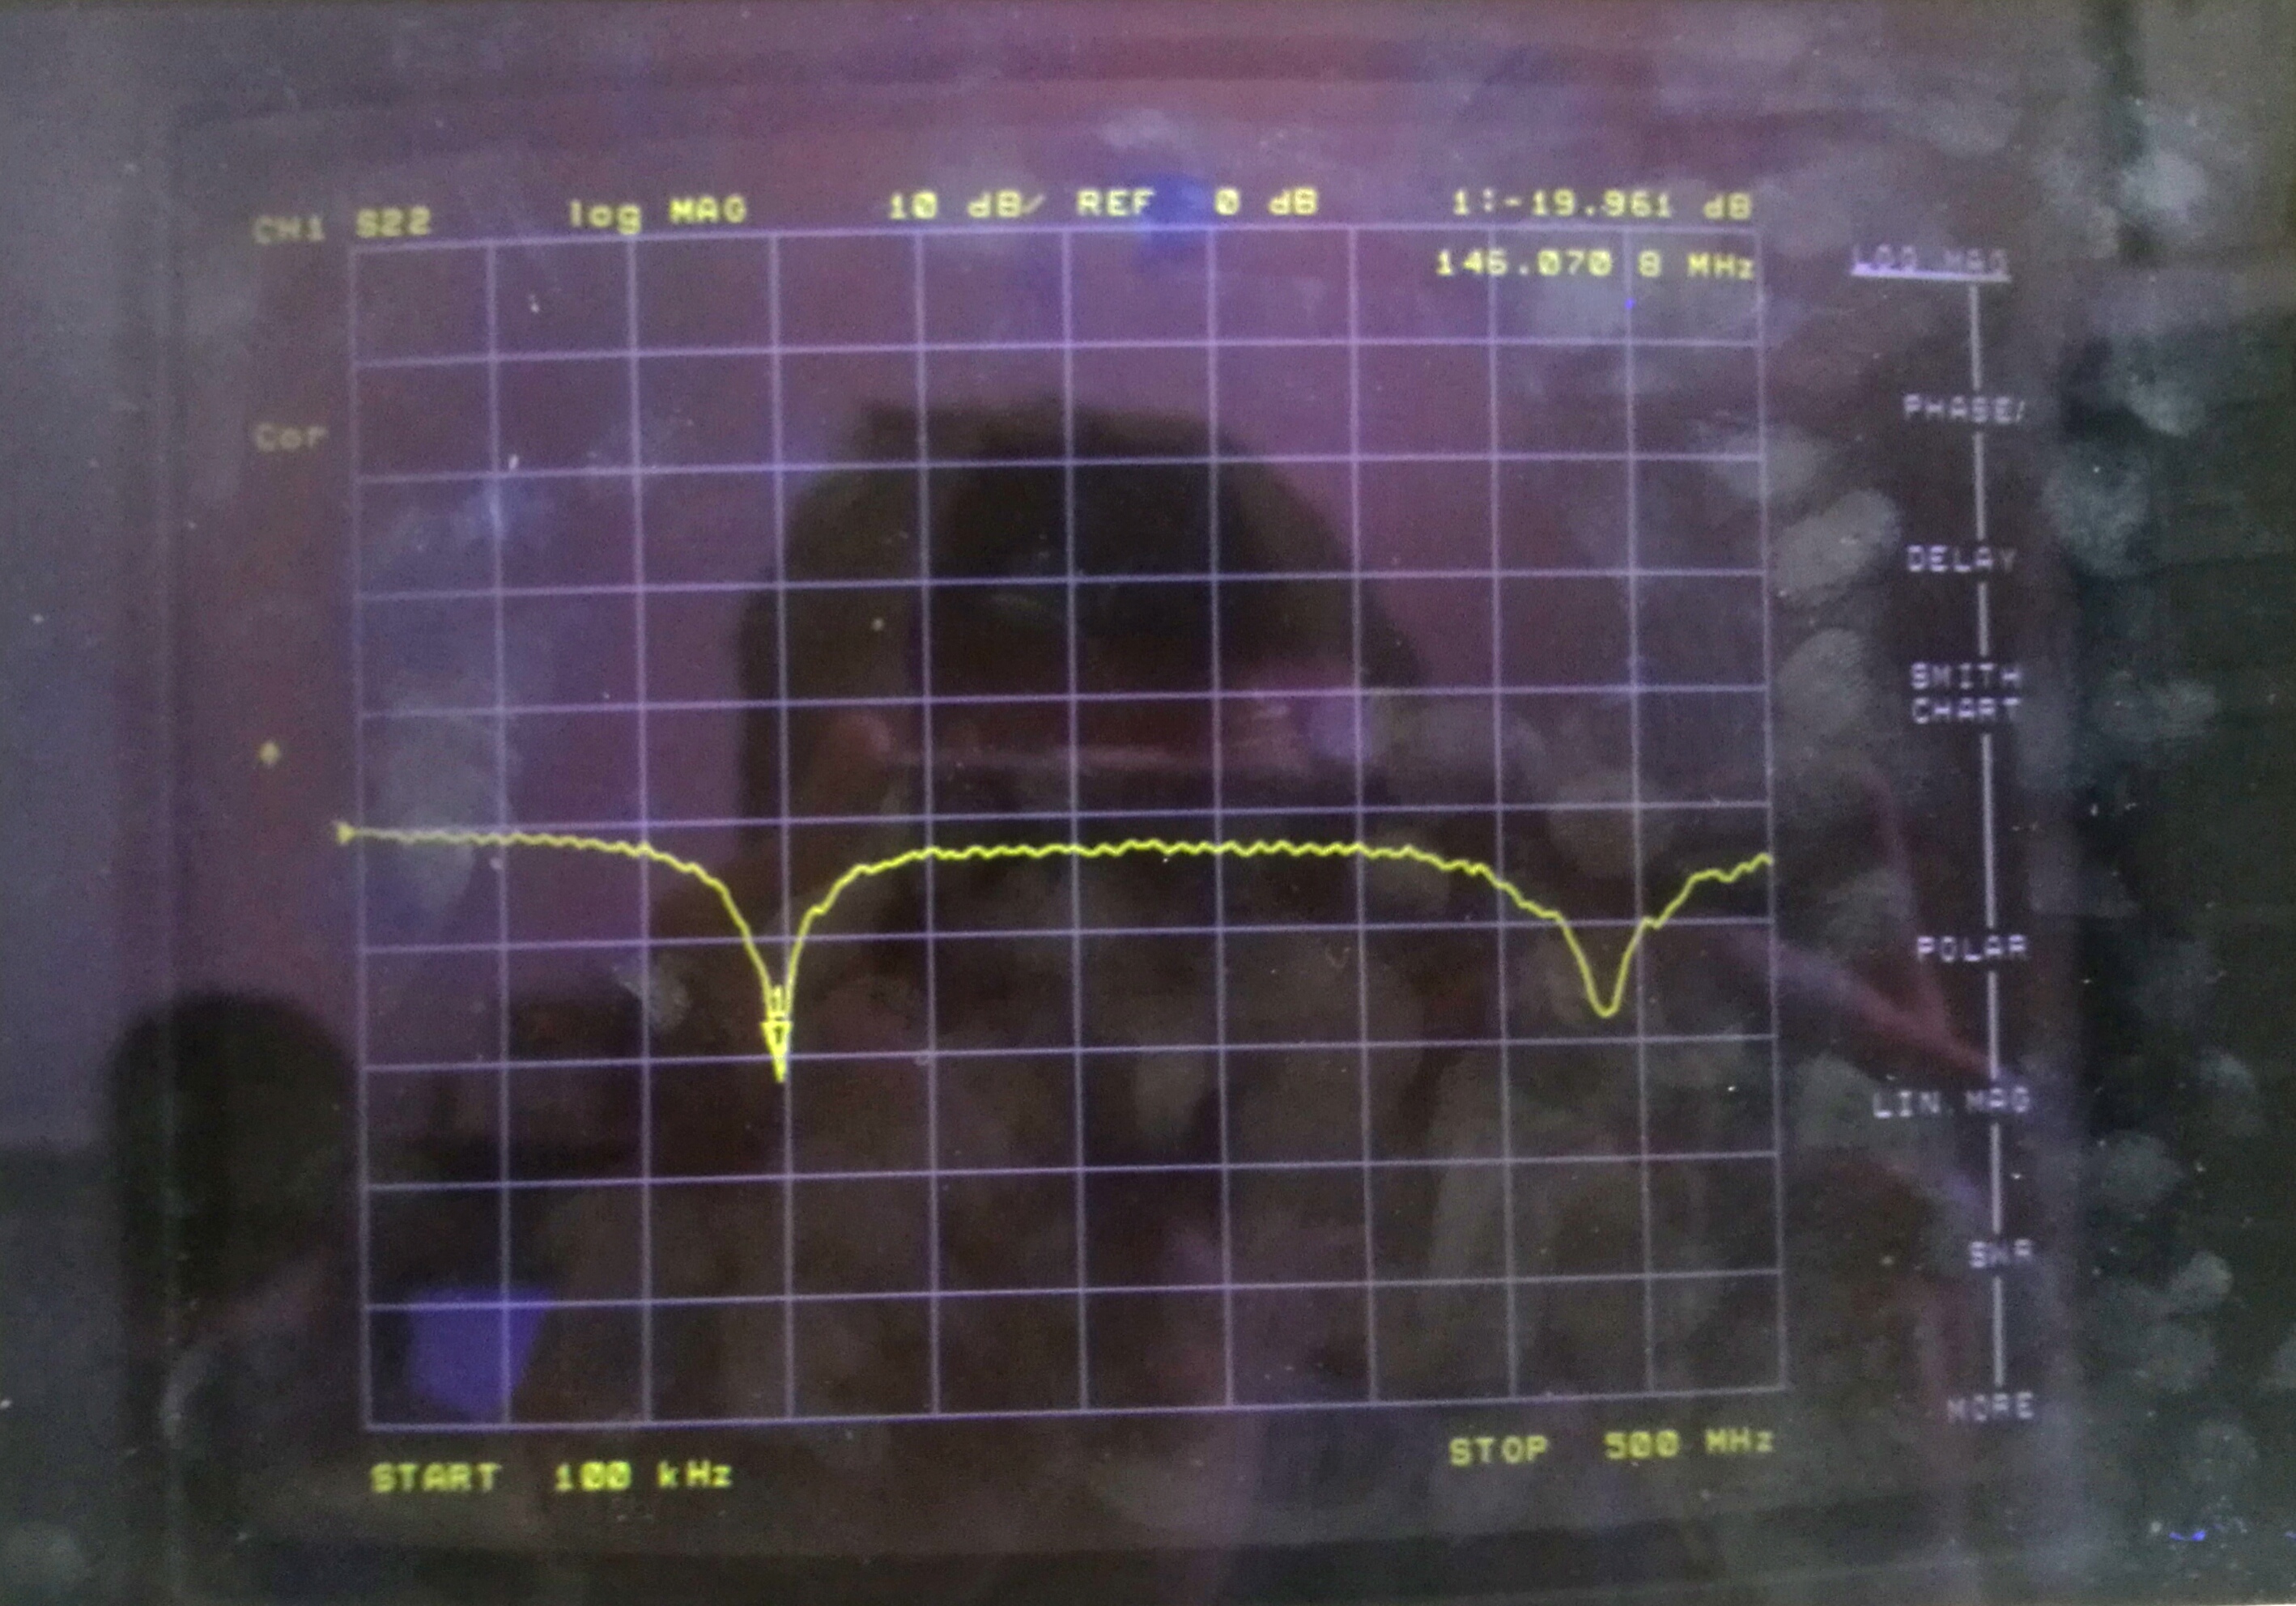 CH1 S22 log MAG 10 dB/ REF 0 dB 1:-19.961 dB
146.070 8 MHz
LOG MAG
PHASE/
Cor
DELAY
SMITH
CHART
POLAR
1
LIN MAG
SWR
MORE
START 100 kHz STOP 500 MHz